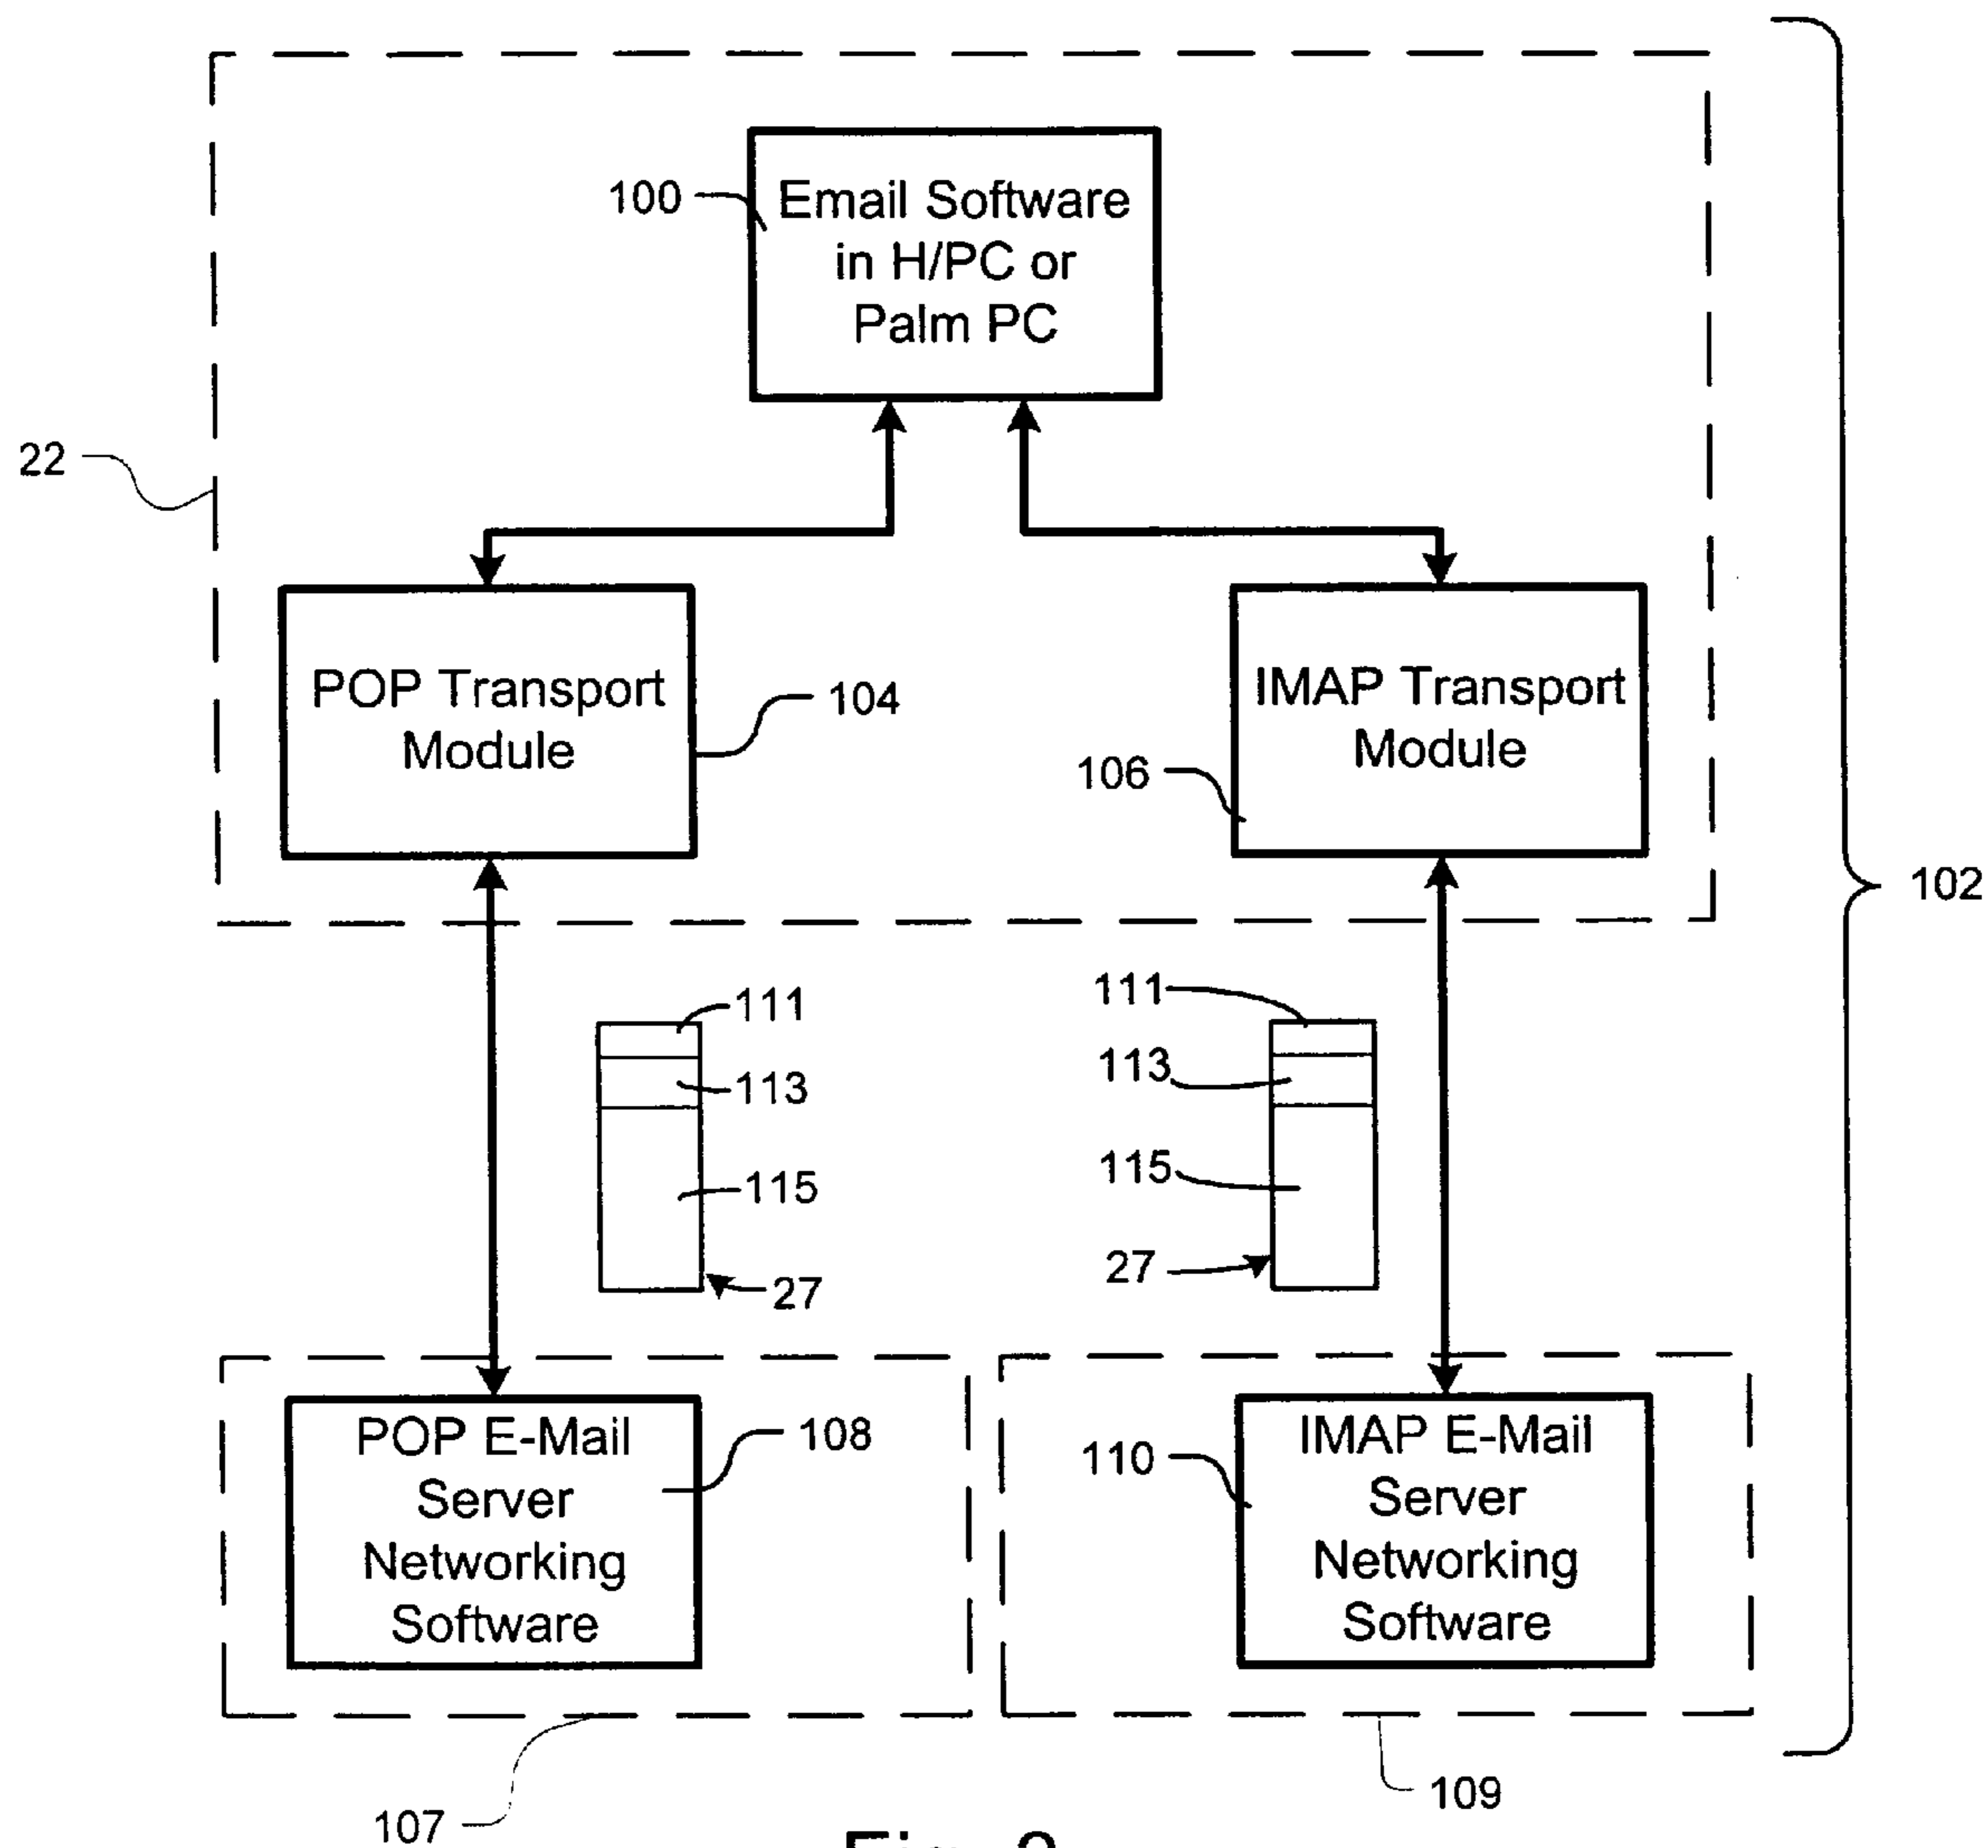 100
Email Software
in H/PC or
Palm PC
22
POP Transport
Module
104
IMAP Transport
Module
106
102
111
113
115
27
111
113
115
27
POP E-Mail
Server
Networking
Software
108
IMAP E-Mail
Server
Networking
Software
110
107
109